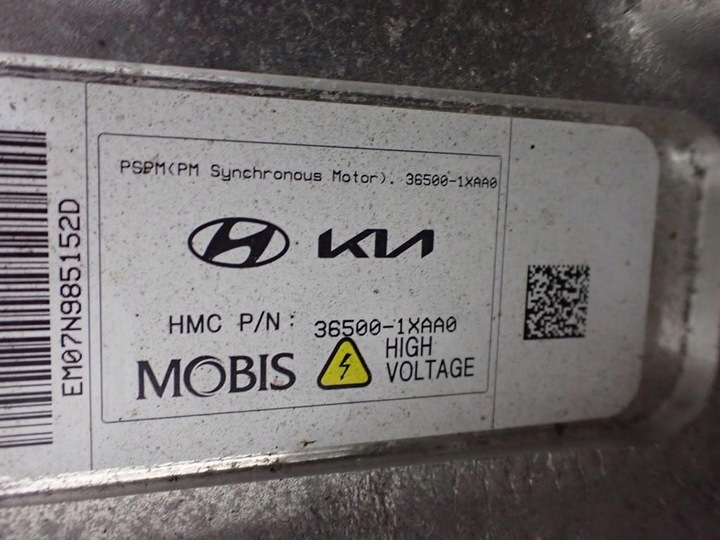 EM07N985152D
PSPM(PM Synchronous Motor). 36500-1XAA0
KIA
HMC P/N: 36500-1XAA0
MOBIS
HIGH
VOLTAGE